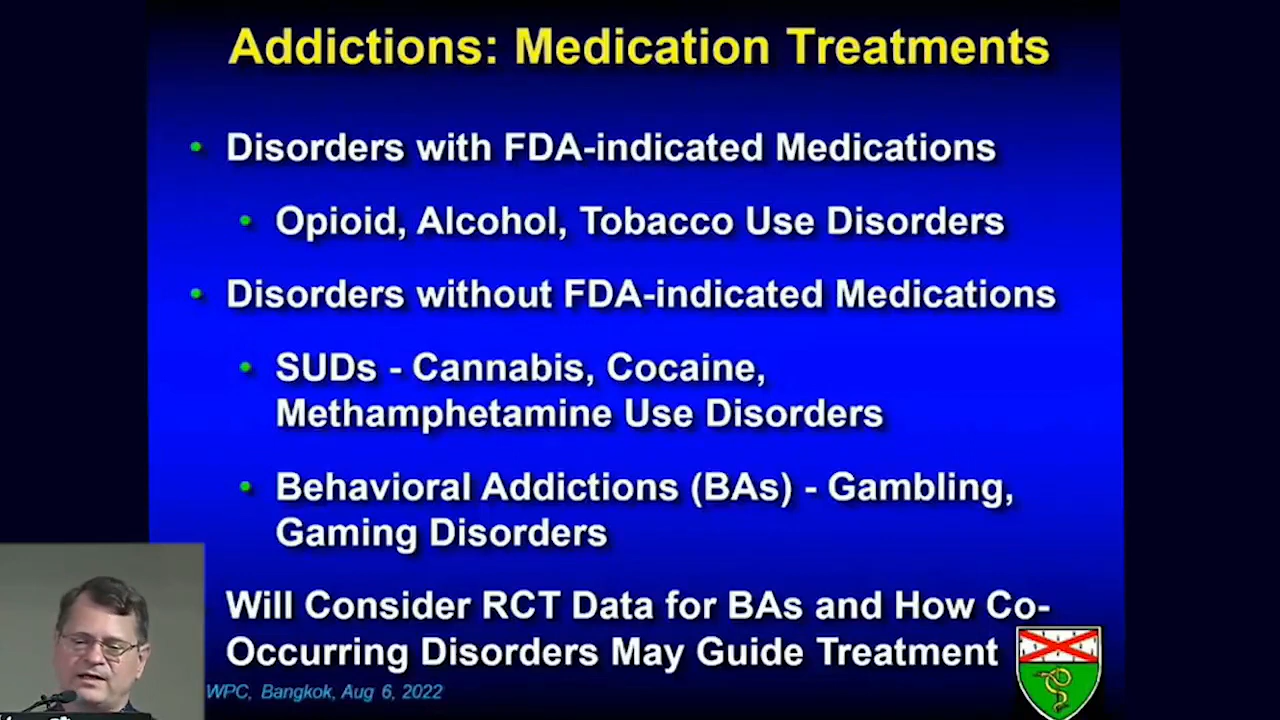 Addictions: Medication Treatments
• Disorders with FDA-indicated Medications
• Opioid, Alcohol, Tobacco Use Disorders
• Disorders without FDA-indicated Medications
• SUDs - Cannabis, Cocaine,
Methamphetamine Use Disorders
• Behavioral Addictions (BAs) - Gambling,
Gaming Disorders
Will Consider RCT Data for BAs and How Co-
Occurring Disorders May Guide Treatment
WPC, Bangkok, Aug 6, 2022